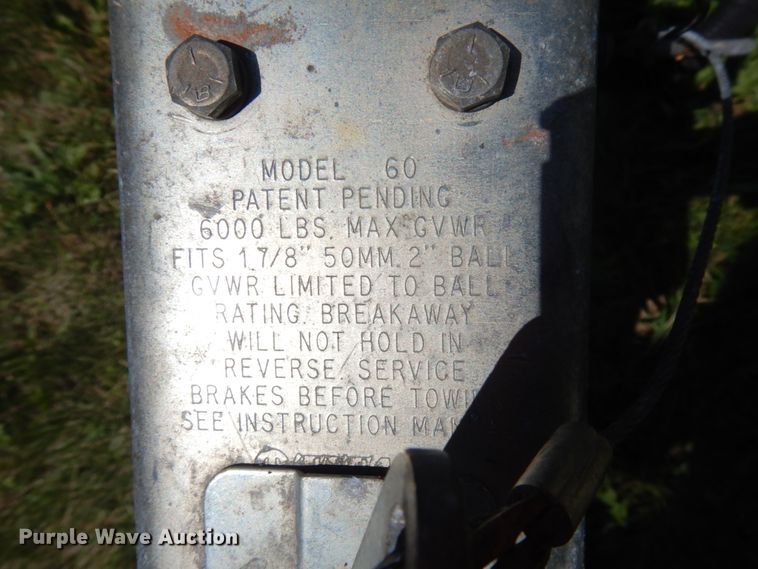 MODEL 60
PATENT PENDING
6000 LBS. MAX GVWR
FITS 1 7/8" 50MM. 2" BALL
GVWR LIMITED TO BALL
RATING. BREAKAWAY
WILL NOT HOLD IN
REVERSE. SERVICE
BRAKES BEFORE
SEE INSTRUCTION
Purple Wave Auction